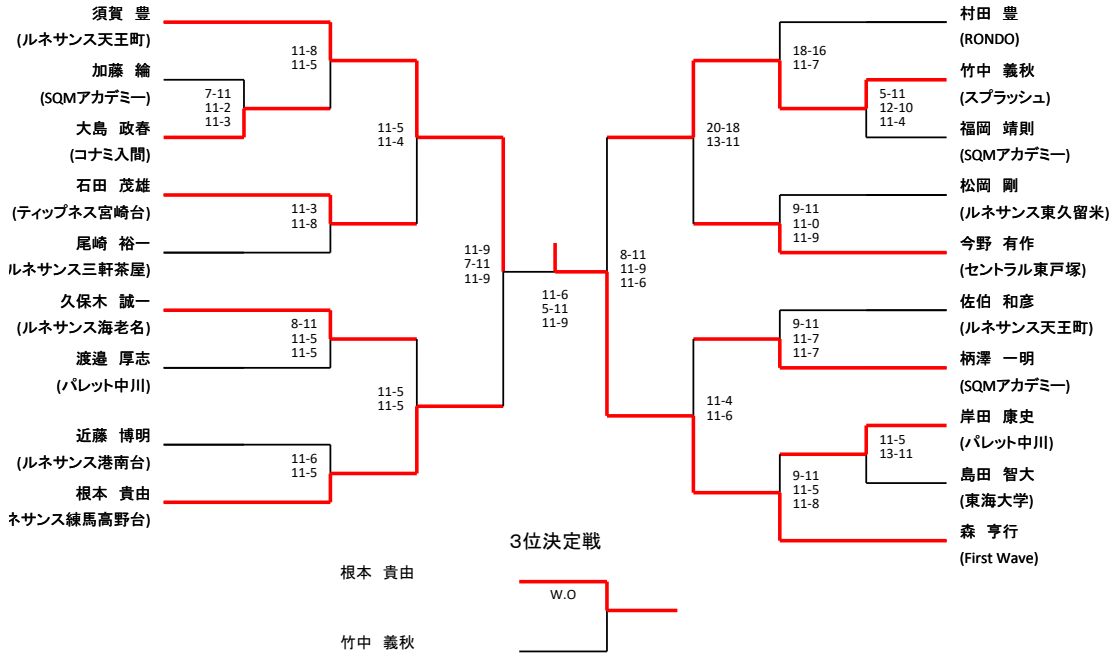 須賀 豊
(ルネサンス天王町)
加藤 綸
(SQMアカデミー)
大島 政春
(コナミ入間)
石田 茂雄
(ティップネス宮崎台)
尾崎 裕一
ルネサンス三軒茶屋)
久保木 誠一
(ルネサンス海老名)
渡邉 厚志
(パレット中川)
近藤 博明
(ルネサンス港南台)
根本 貴由
ネサンス練馬高野台)
11-8
11-5
7-11
11-2
11-3
11-5
11-4
11-3
11-8
11-9
7-11
11-9
8-11
11-5
11-5
11-5
11-5
11-6
11-5
11-6
5-11
11-9
8-11
11-9
11-6
20-18
13-11
18-16
11-7
5-11
12-10
11-4
9-11
11-0
11-9
9-11
11-7
11-7
11-4
11-6
11-5
13-11
9-11
11-5
11-8
村田 豊
(RONDO)
竹中 義秋
(スプラッシュ)
福岡 靖則
(SQMアカデミー)
松岡 剛
(ルネサンス東久留米)
今野 有作
(セントラル東戸塚)
佐伯 和彦
(ルネサンス天王町)
柄澤 一明
(SQMアカデミー)
岸田 康史
(パレット中川)
島田 智大
(東海大学)
森 亨行
(First Wave)
3位決定戦
根本 貴由
W.O
竹中 義秋